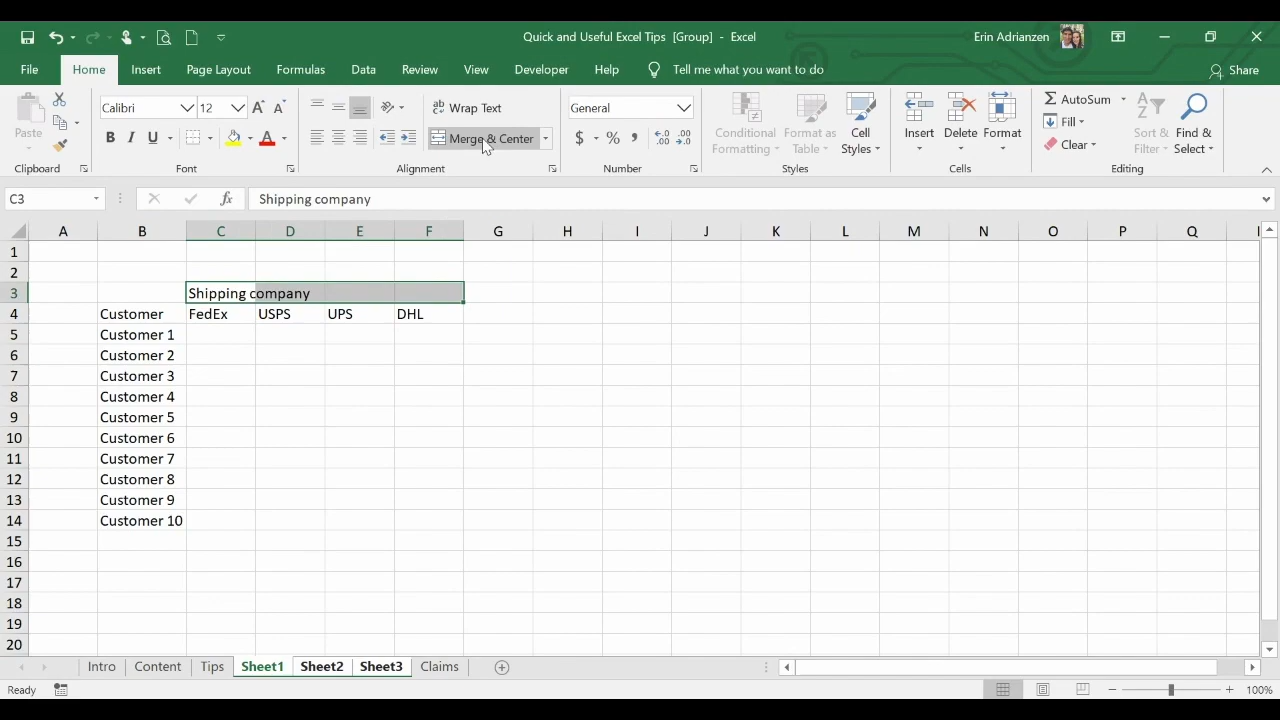 Quick and Useful Excel Tips [Group] - Excel
Erin Adrianzen
File Home Insert Page Layout Formulas Data Review View Developer Help Tell me what you want to do Share
Paste
Calibri 12
B I U A
Wrap Text
Merge & Center
General
$ % ,
Conditional Formatting
Format as Table
Cell Styles
Insert Delete Format
AutoSum
Fill
Clear
Sort & Filter
Find & Select
Clipboard Font Alignment Number Styles Cells Editing
C3 fx Shipping company
A B C D E F G H I J K L M N O P Q
1
2
3 Shipping company
4 Customer FedEx USPS UPS DHL
5 Customer 1
6 Customer 2
7 Customer 3
8 Customer 4
9 Customer 5
10 Customer 6
11 Customer 7
12 Customer 8
13 Customer 9
14 Customer 10
15
16
17
18
19
20
Intro Content Tips Sheet1 Sheet2 Sheet3 Claims
Ready 100%